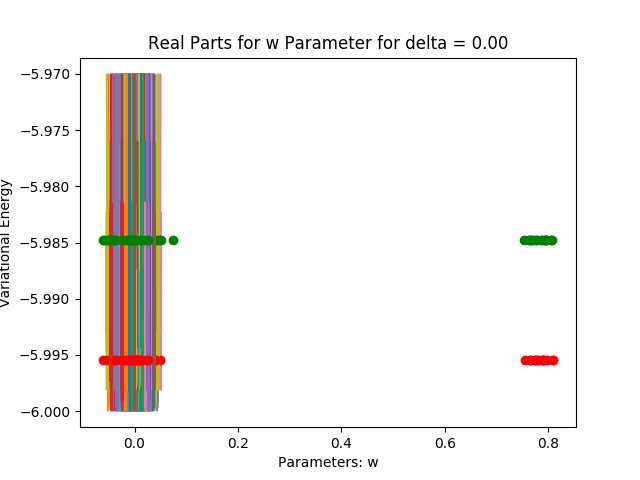 Real Parts for w Parameter for delta = 0.00
Variational Energy
−5.970
−5.975
−5.980
−5.985
−5.990
−5.995
−6.000
0.0 0.2 0.4 0.6 0.8
Parameters: w